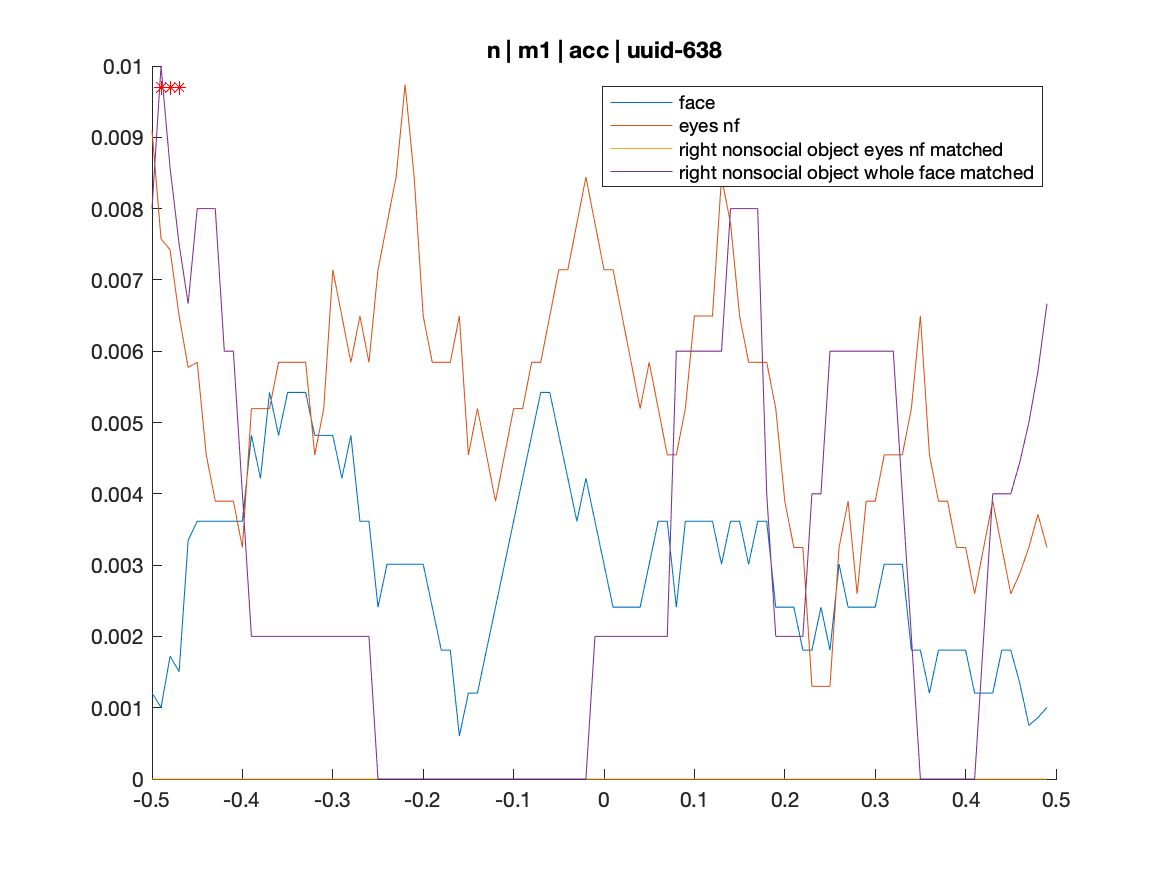 n | m1 | acc | uuid-638
0.01
0.009
0.008
0.007
0.006
0.005
0.004
0.003
0.002
0.001
0
face
eyes nf
right nonsocial object eyes nf matched
right nonsocial object whole face matched
-0.5 -0.4 -0.3 -0.2 -0.1 0 0.1 0.2 0.3 0.4 0.5